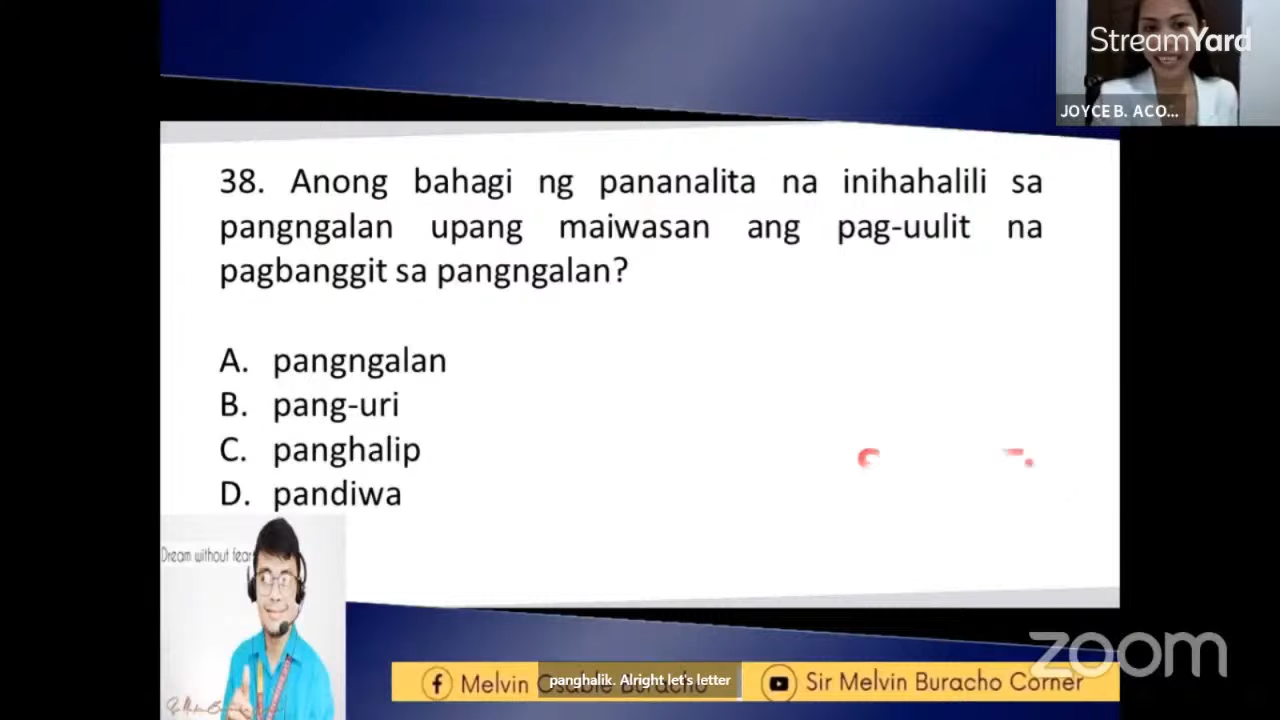 StreamYard
JOYCE B. ACO...
38. Anong bahagi ng pananalita na inihahalili sa
pangngalan upang maiwasan ang pag-uulit na
pagbanggit sa pangngalan?
A. pangngalan
B. pang-uri
C. panghalip
D. pandiwa
Dream without fear
zoom
Melvin Osable Buracho
panghalik. Alright let's letter
Sir Melvin Buracho Corner